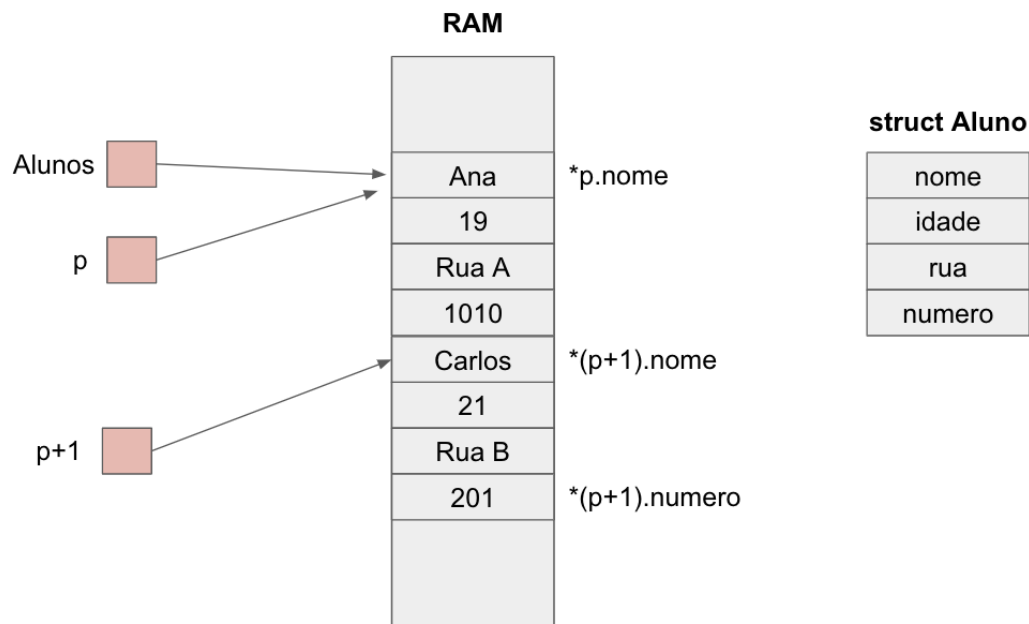 RAM
struct Aluno
Alunos
Ana
*p.nome
nome
19
idade
p
Rua A
rua
1010
numero
Carlos
*(p+1).nome
21
p+1
Rua B
201
*(p+1).numero